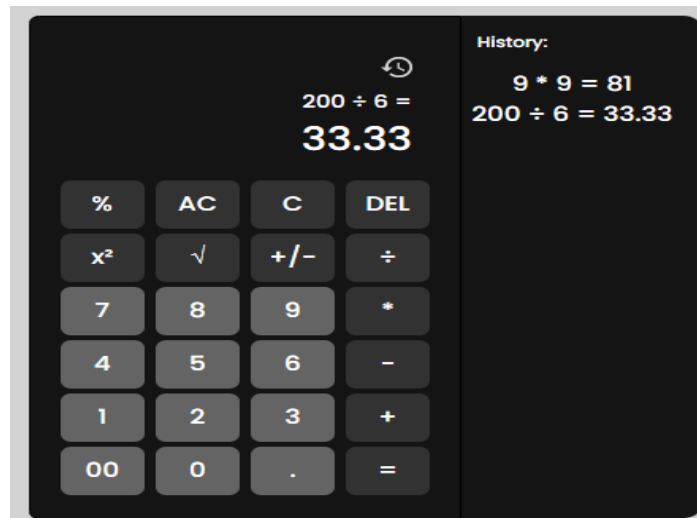 200 ÷ 6 =
33.33
% AC C DEL
x² √ +/- ÷
7 8 9 *
4 5 6 -
1 2 3 +
00 0 . =
History:
9 * 9 = 81
200 ÷ 6 = 33.33